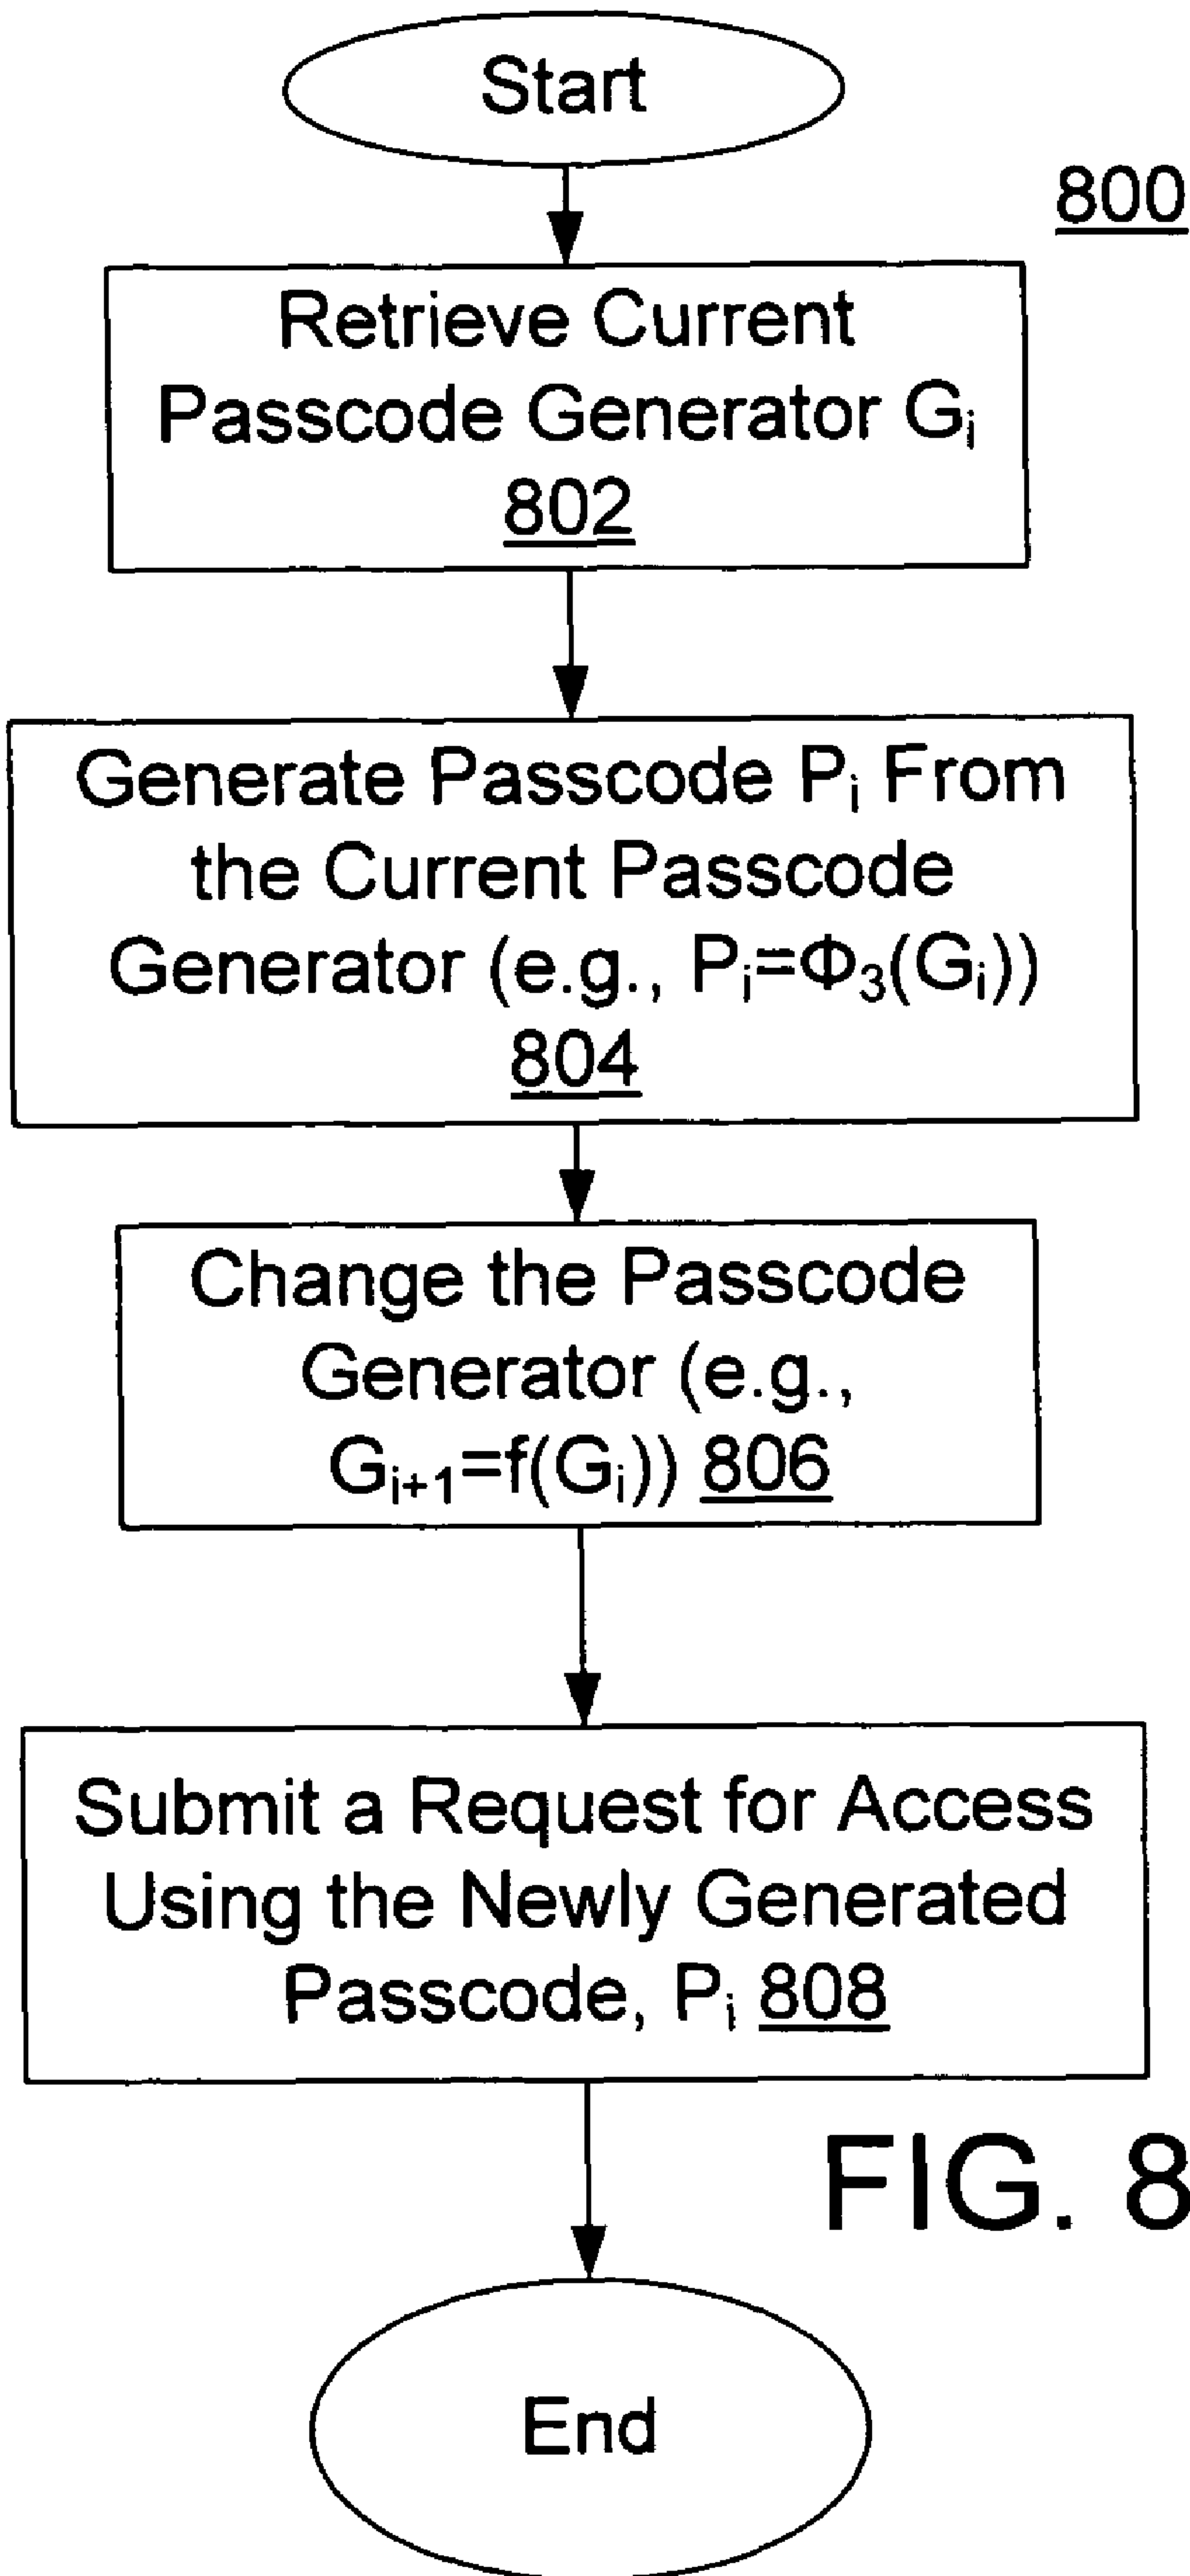 Start
800
Retrieve Current
Passcode Generator Gᵢ
802
Generate Passcode Pᵢ From
the Current Passcode
Generator (e.g., Pᵢ=Φ₃(Gᵢ))
804
Change the Passcode
Generator (e.g.,
Gᵢ₊₁=f(Gᵢ)) 806
Submit a Request for Access
Using the Newly Generated
Passcode, Pᵢ 808
FIG. 8
End